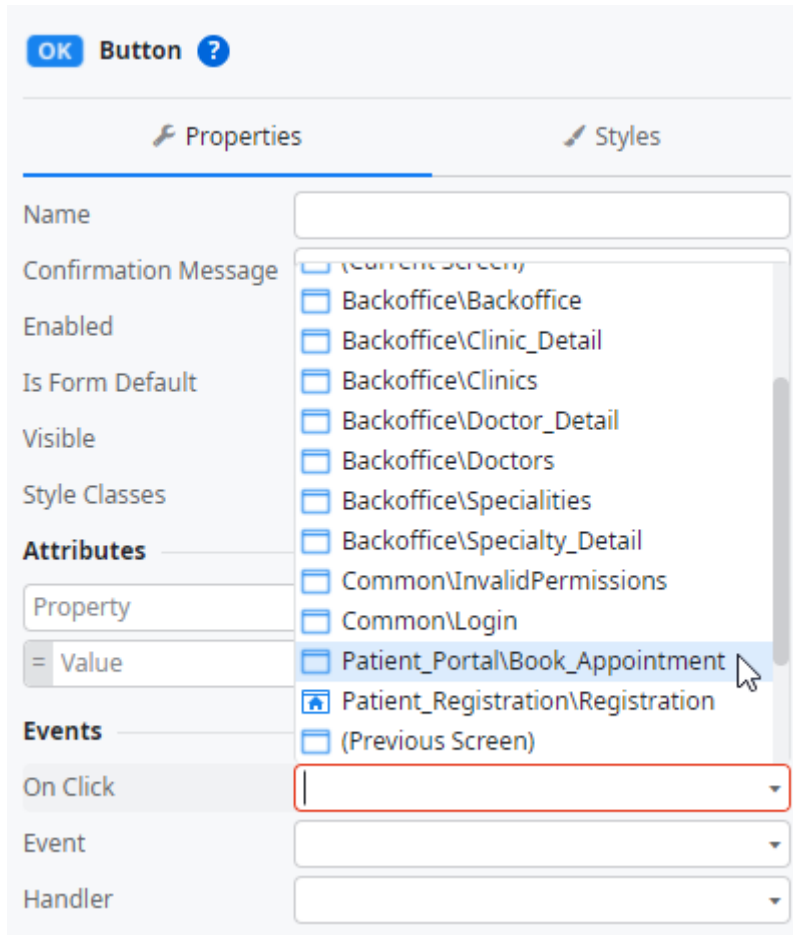 OK Button ?
Properties Styles
Name
Confirmation Message
(Current Screen)
Backoffice\Backoffice
Enabled
Backoffice\Clinic_Detail
Is Form Default
Backoffice\Clinics
Backoffice\Doctor_Detail
Visible
Backoffice\Doctors
Style Classes
Backoffice\Specialities
Attributes
Backoffice\Specialty_Detail
Common\InvalidPermissions
Property
Common\Login
= Value
Patient_Portal\Book_Appointment
Patient_Registration\Registration
Events
(Previous Screen)
On Click
Event
Handler